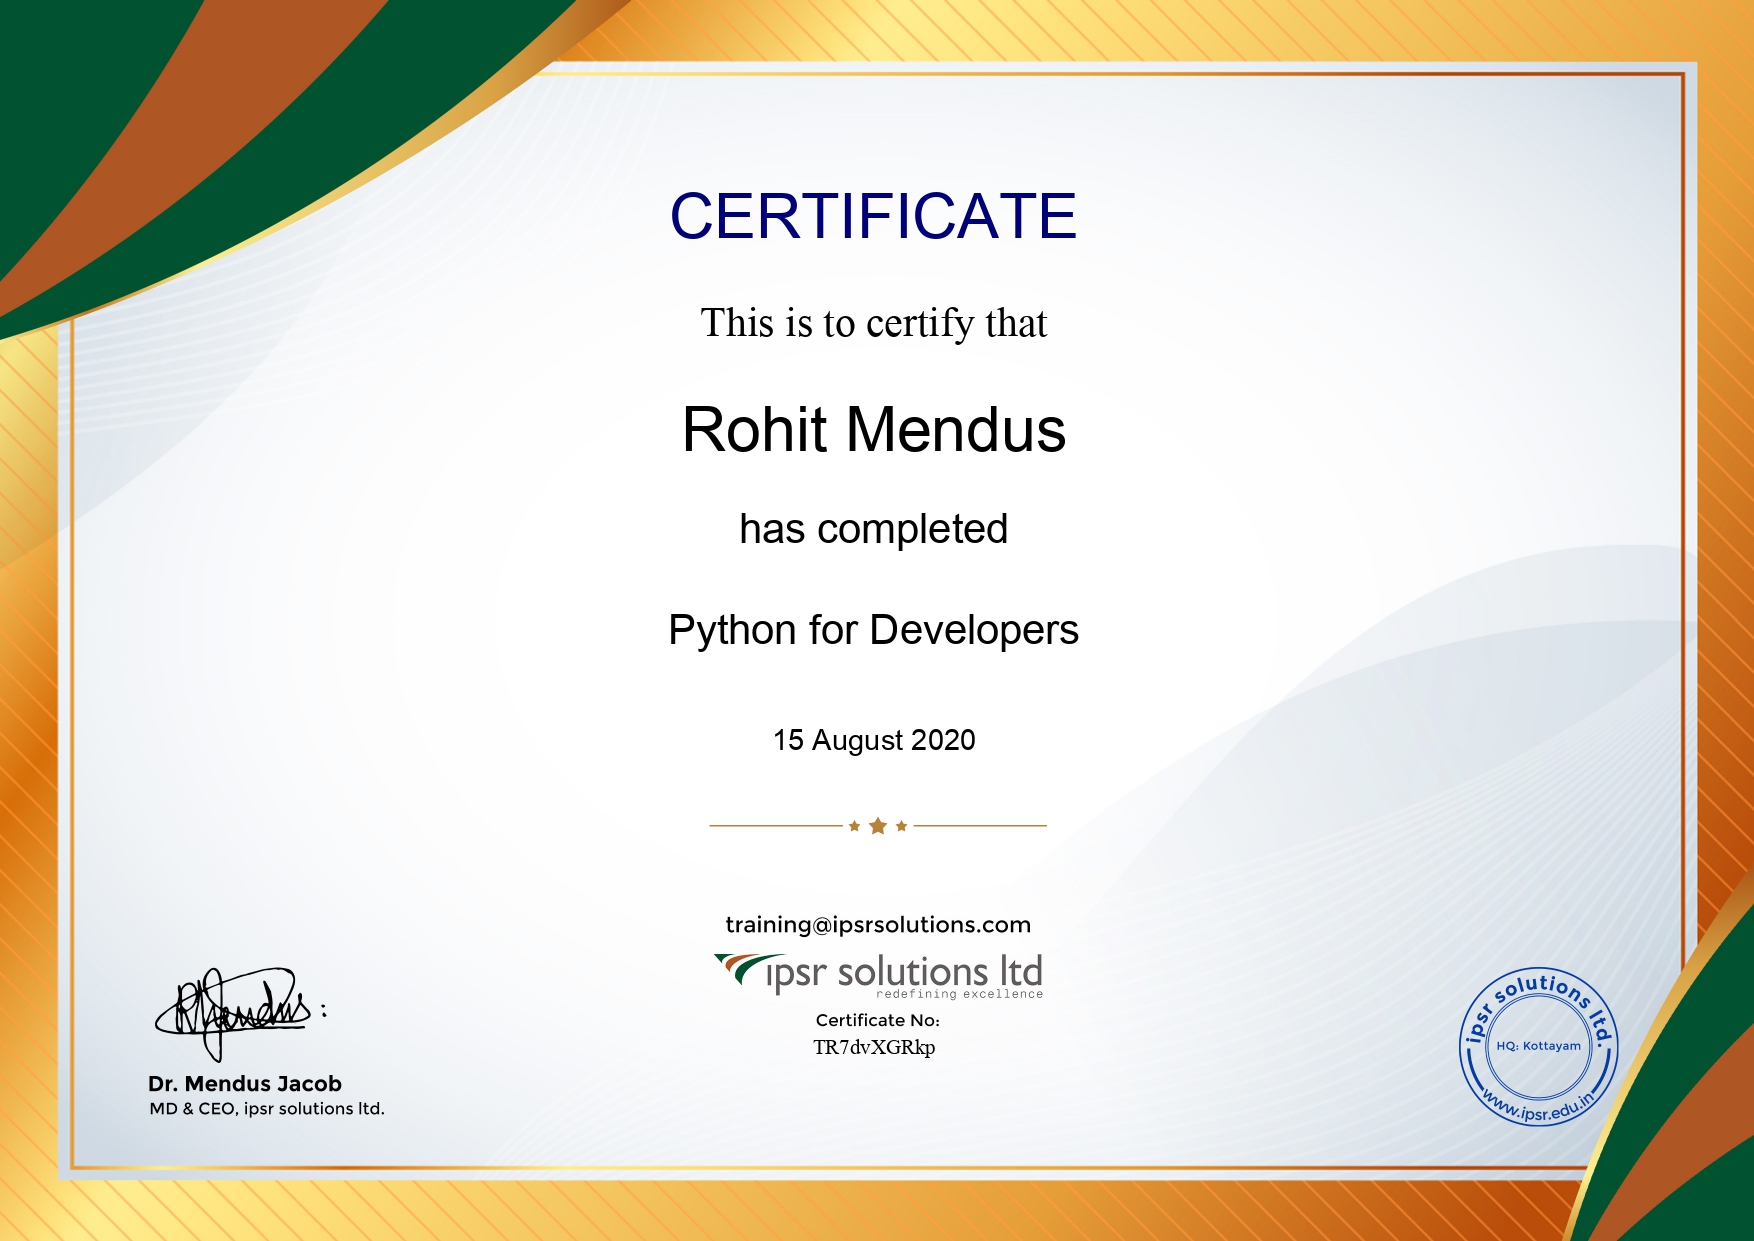 CERTIFICATE
This is to certify that
Rohit Mendus
has completed
Python for Developers
15 August 2020
training@ipsrsolutions.com
ipsr solutions ltd
redefining excellence
Certificate No:
TR7dvXGRkp
Dr. Mendus Jacob
MD & CEO, ipsr solutions ltd.
ipsr solutions ltd.
HQ: Kottayam
www.ipsr.edu.in